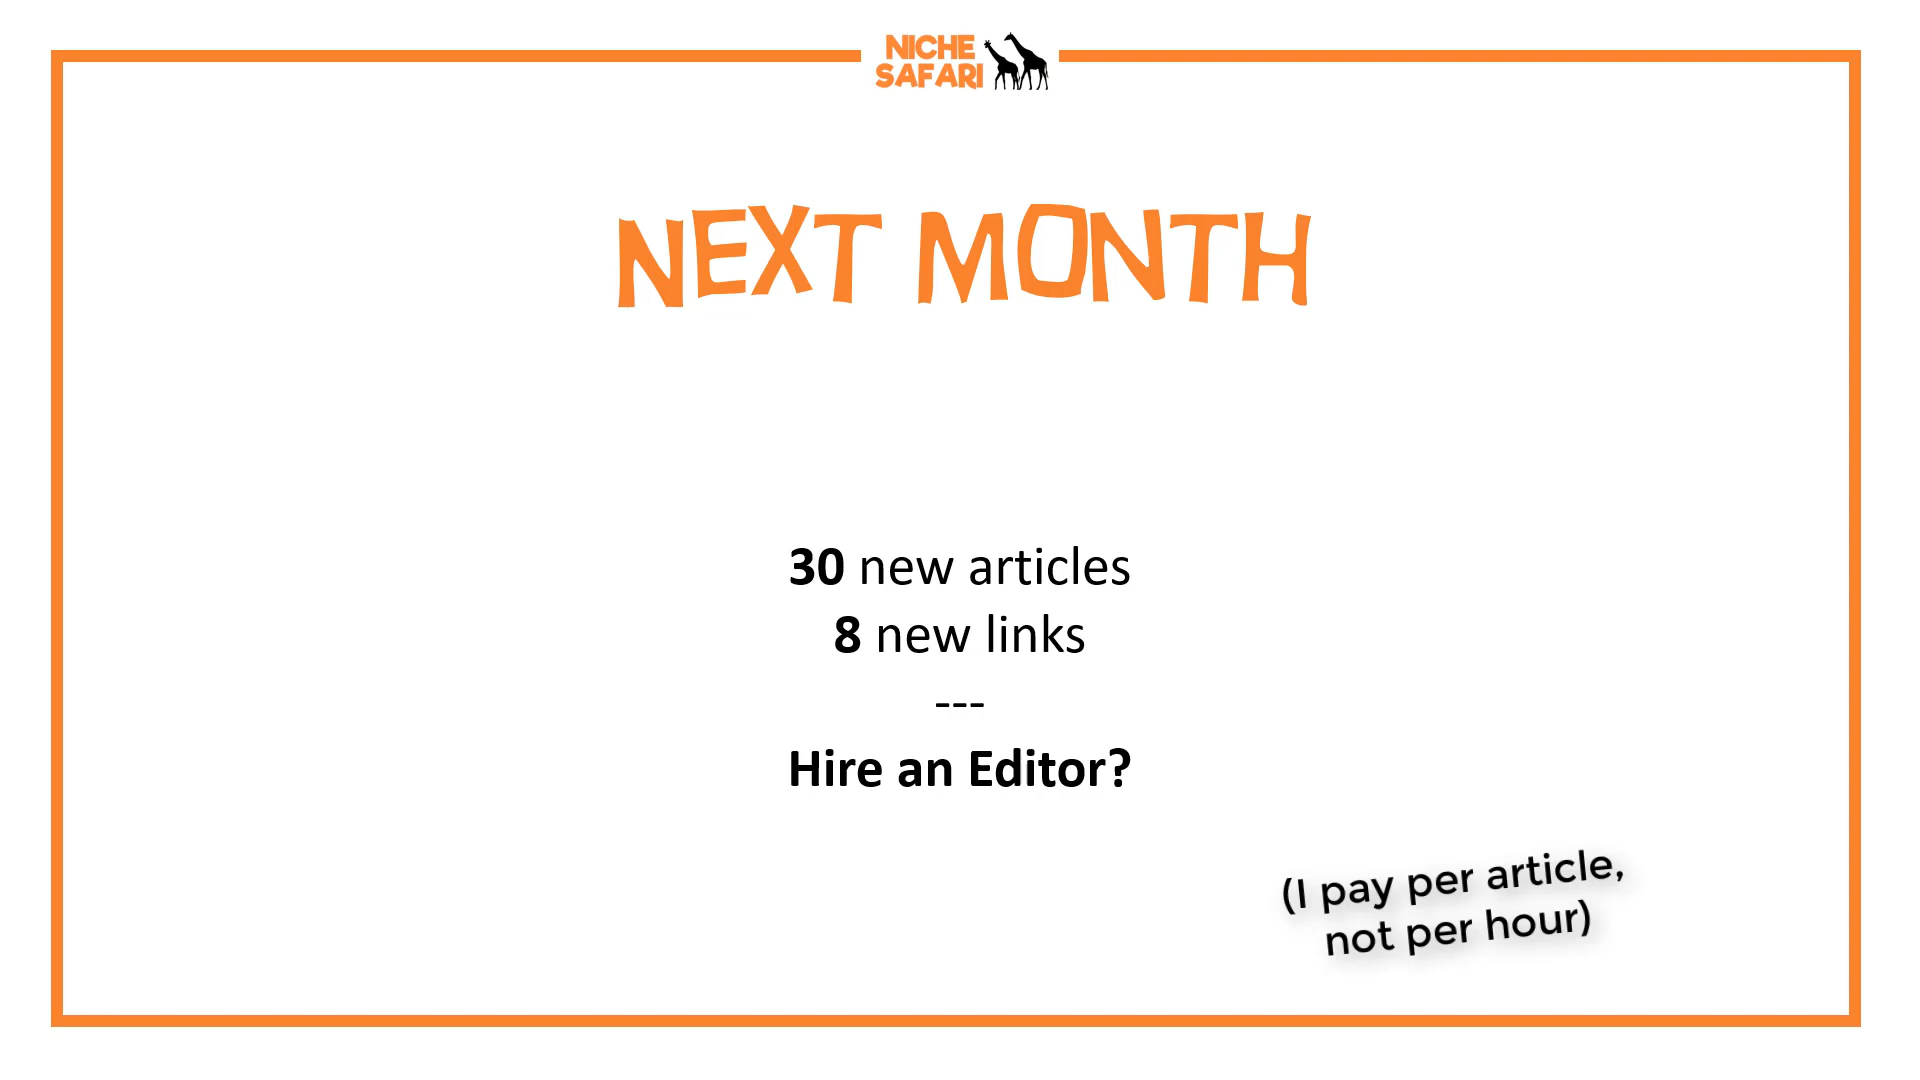 NICHE
SAFARI
NEXT MONTH
30 new articles
8 new links
---
Hire an Editor?
(I pay per article,
not per hour)